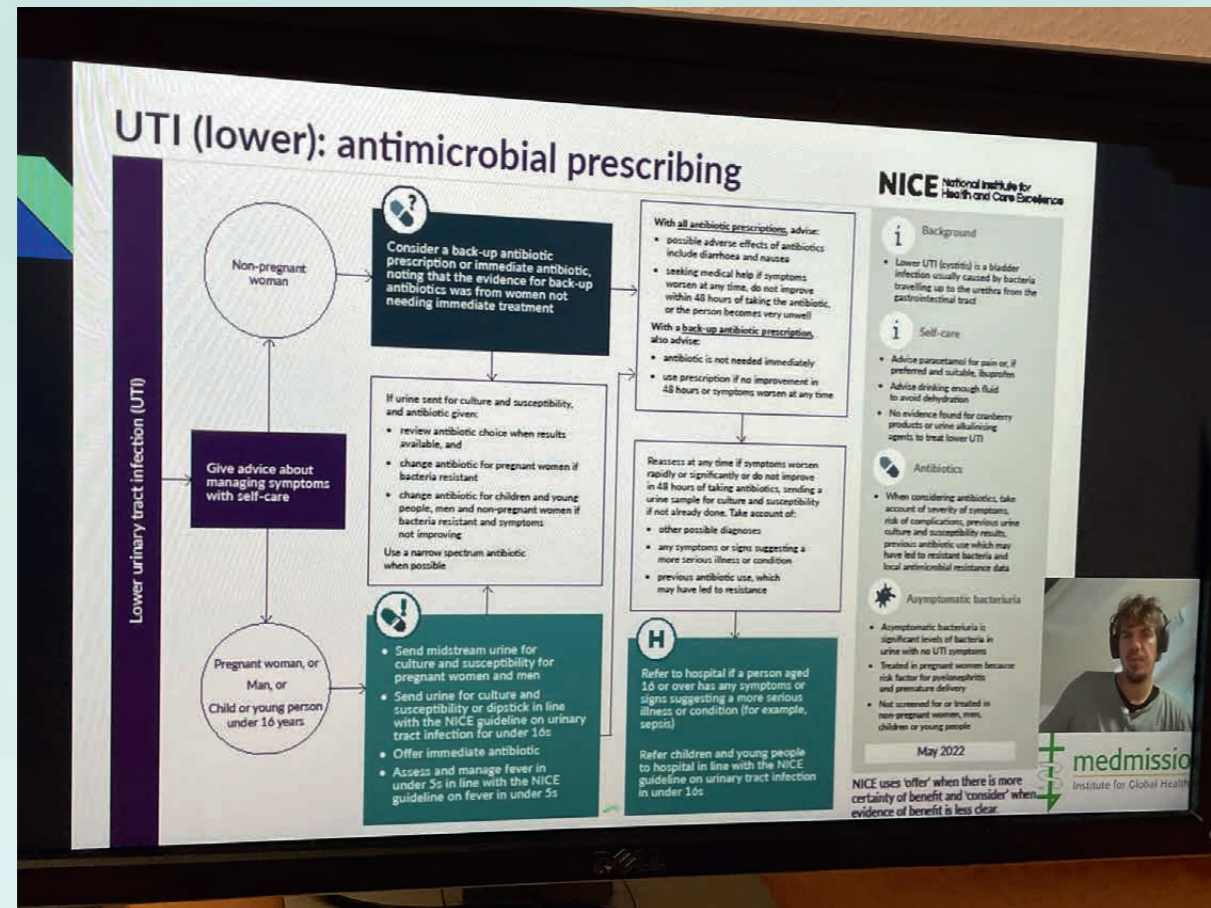 UTI (lower): antimicrobial prescribing
NICE National Institute for
Health and Care Excellence
Lower urinary tract infection (UTI)
Non-pregnant
woman
Give advice about
managing symptoms
with self-care
Pregnant woman, or
Man, or
Child or young person
under 16 years
Consider a back-up antibiotic
prescription or immediate antibiotic,
noting that the evidence for back-up
antibiotics was from women not
needing immediate treatment
If urine sent for culture and susceptibility,
and antibiotic given:
• review antibiotic choice when results
available, and
• change antibiotic for pregnant women if
bacteria resistant
• change antibiotic for children and young
people, men and non-pregnant women if
bacteria resistant and symptoms
not improving
Use a narrow spectrum antibiotic
when possible
• Send midstream urine for
culture and susceptibility for
pregnant women and men
• Send urine for culture and
susceptibility or dipstick in line
with the NICE guideline on urinary
tract infection for under 16s
• Offer immediate antibiotic
• Assess and manage fever in
under 5s in line with the NICE
guideline on fever in under 5s
With all antibiotic prescriptions, advise:
• possible adverse effects of antibiotics
include diarrhoea and nausea
• seeking medical help if symptoms
worsen at any time, do not improve
within 48 hours of taking the antibiotic,
or the person becomes very unwell
With a back-up antibiotic prescription,
also advise:
• antibiotic is not needed immediately
• use prescription if no improvement in
48 hours or symptoms worsen at any time
Reassess at any time if symptoms worsen
rapidly or significantly or do not improve
in 48 hours of taking antibiotics, sending a
urine sample for culture and susceptibility
if not already done. Take account of:
• other possible diagnoses
• any symptoms or signs suggesting a
more serious illness or condition
• previous antibiotic use, which
may have led to resistance
H
Refer to hospital if a person aged
16 or over has any symptoms or
signs suggesting a more serious
illness or condition (for example,
sepsis)
Refer children and young people
to hospital in line with the NICE
guideline on urinary tract infection
in under 16s
i Background
• Lower UTI (cystitis) is a bladder
infection usually caused by bacteria
travelling up to the urethra from the
gastrointestinal tract
i Self-care
• Advise paracetamol for pain or, if
preferred and suitable, ibuprofen
• Advise drinking enough fluid
to avoid dehydration
• No evidence found for cranberry
products or urine alkalinising
agents to treat lower UTI
Antibiotics
• When considering antibiotics, take
account of severity of symptoms,
risk of complications, previous urine
culture and susceptibility results,
previous antibiotic use which may
have led to resistant bacteria and
local antimicrobial resistance data
Asymptomatic bacteriuria
• Asymptomatic bacteriuria is
significant levels of bacteria in
urine with no UTI symptoms
• Treated in pregnant women because
risk factor for pyelonephritis
and premature delivery
• Not screened for or treated in
non-pregnant women, men,
children or young people
May 2022
NICE uses 'offer' when there is more
certainty of benefit and 'consider' when
evidence of benefit is less clear.
medmissio
Institute for Global Health
DELL